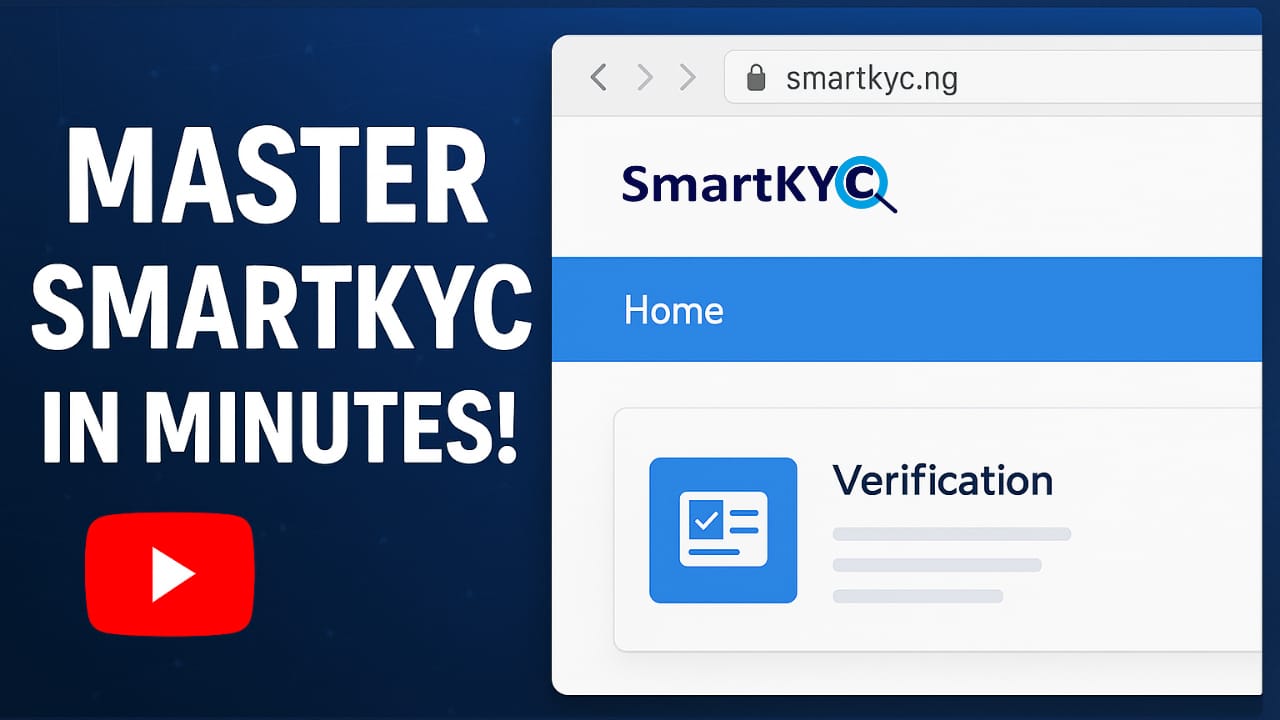 MASTER
SMARTKYC
IN MINUTES!
smartkyc.ng
SmartKYC
Home
Verification